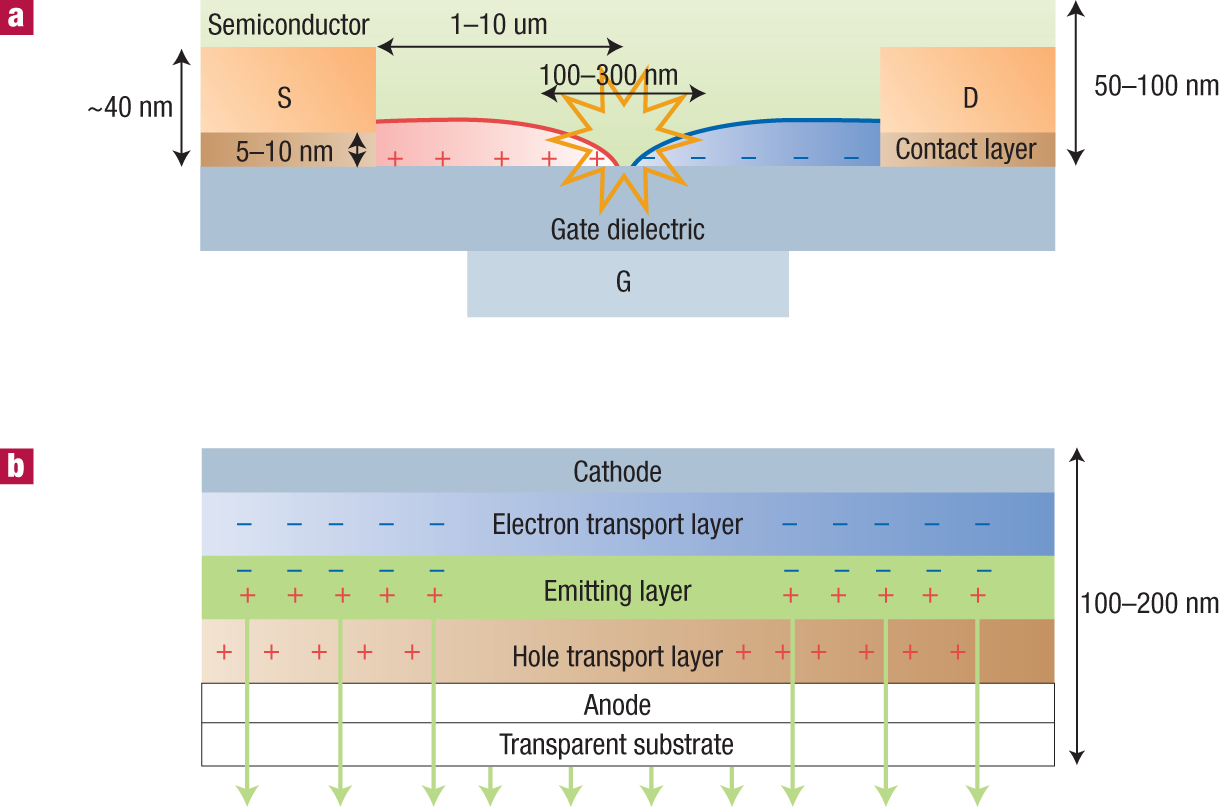 a
Semiconductor
1–10 um
100–300 nm
50–100 nm
~40 nm
S
D
5–10 nm
Contact layer
+ + + + + – – – – –
Gate dielectric
G
b
Cathode
– – – – – Electron transport layer – – – – –
– – – – – – – – – –
+ + + + + Emitting layer + + + + +
100–200 nm
+ + + + + Hole transport layer + + + + + +
Anode
Transparent substrate